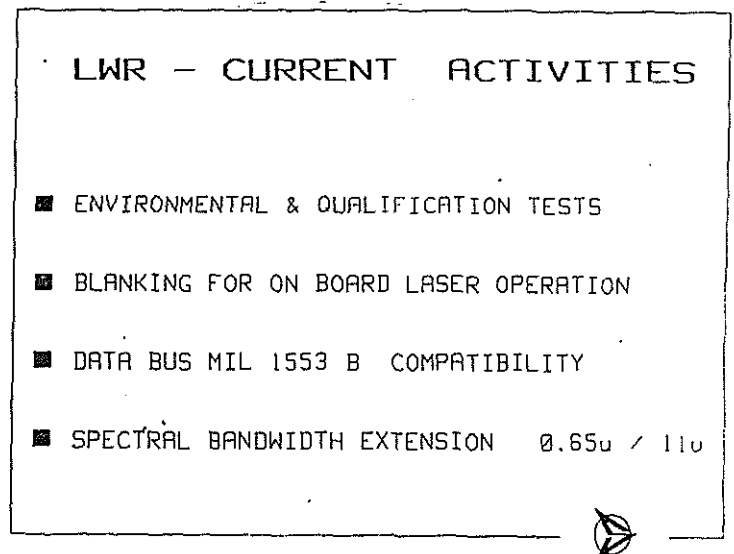 LWR – CURRENT ACTIVITIES
■ ENVIRONMENTAL & QUALIFICATION TESTS
■ BLANKING FOR ON BOARD LASER OPERATION
■ DATA BUS MIL 1553 B COMPATIBILITY
■ SPECTRAL BANDWIDTH EXTENSION 0.65u / 11u